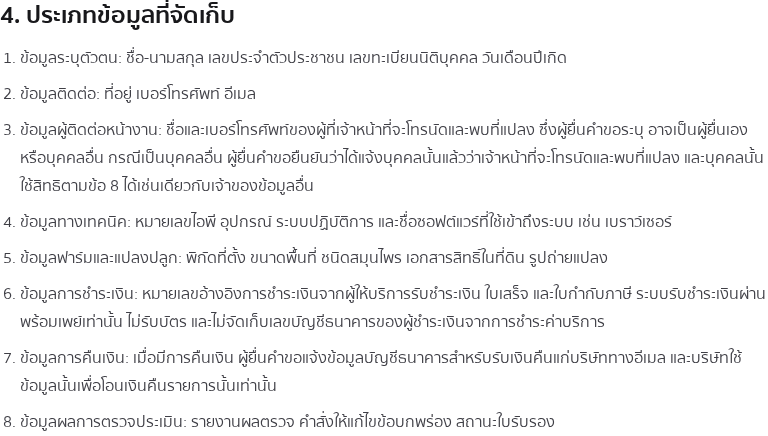 4. ประเภทข้อมูลที่จัดเก็บ
1. ข้อมูลระบุตัวตน: ชื่อ-นามสกุล เลขประจำตัวประชาชน เลขทะเบียนนิติบุคคล วันเดือนปีเกิด
2. ข้อมูลติดต่อ: ที่อยู่ เบอร์โทรศัพท์ อีเมล
3. ข้อมูลผู้ติดต่อหน้างาน: ชื่อและเบอร์โทรศัพท์ของผู้ที่เจ้าหน้าที่จะโทรนัดและพบที่แปลง ซึ่งผู้ยื่นคำขอระบุ อาจเป็นผู้ยื่นเอง
หรือบุคคลอื่น กรณีเป็นบุคคลอื่น ผู้ยื่นคำขอยืนยันว่าได้แจ้งบุคคลนั้นแล้วว่าเจ้าหน้าที่จะโทรนัดและพบที่แปลง และบุคคลนั้น
ใช้สิทธิตามข้อ 8 ได้เช่นเดียวกับเจ้าของข้อมูลอื่น
4. ข้อมูลทางเทคนิค: หมายเลขไอพี อุปกรณ์ ระบบปฏิบัติการ และชื่อซอฟต์แวร์ที่ใช้เข้าถึงระบบ เช่น เบราว์เซอร์
5. ข้อมูลฟาร์มและแปลงปลูก: พิกัดที่ตั้ง ขนาดพื้นที่ ชนิดสมุนไพร เอกสารสิทธิ์ในที่ดิน รูปถ่ายแปลง
6. ข้อมูลการชำระเงิน: หมายเลขอ้างอิงการชำระเงินจากผู้ให้บริการรับชำระเงิน ใบเสร็จ และใบกำกับภาษี ระบบรับชำระเงินผ่าน
พร้อมเพย์เท่านั้น ไม่รับบัตร และไม่จัดเก็บเลขบัญชีธนาคารของผู้ชำระเงินจากการชำระค่าบริการ
7. ข้อมูลการคืนเงิน: เมื่อมีการคืนเงิน ผู้ยื่นคำขอแจ้งข้อมูลบัญชีธนาคารสำหรับรับเงินคืนแก่บริษัททางอีเมล และบริษัทใช้
ข้อมูลนั้นเพื่อโอนเงินคืนรายการนั้นเท่านั้น
8. ข้อมูลผลการตรวจประเมิน: รายงานผลตรวจ คำสั่งให้แก้ไขข้อบกพร่อง สถานะใบรับรอง